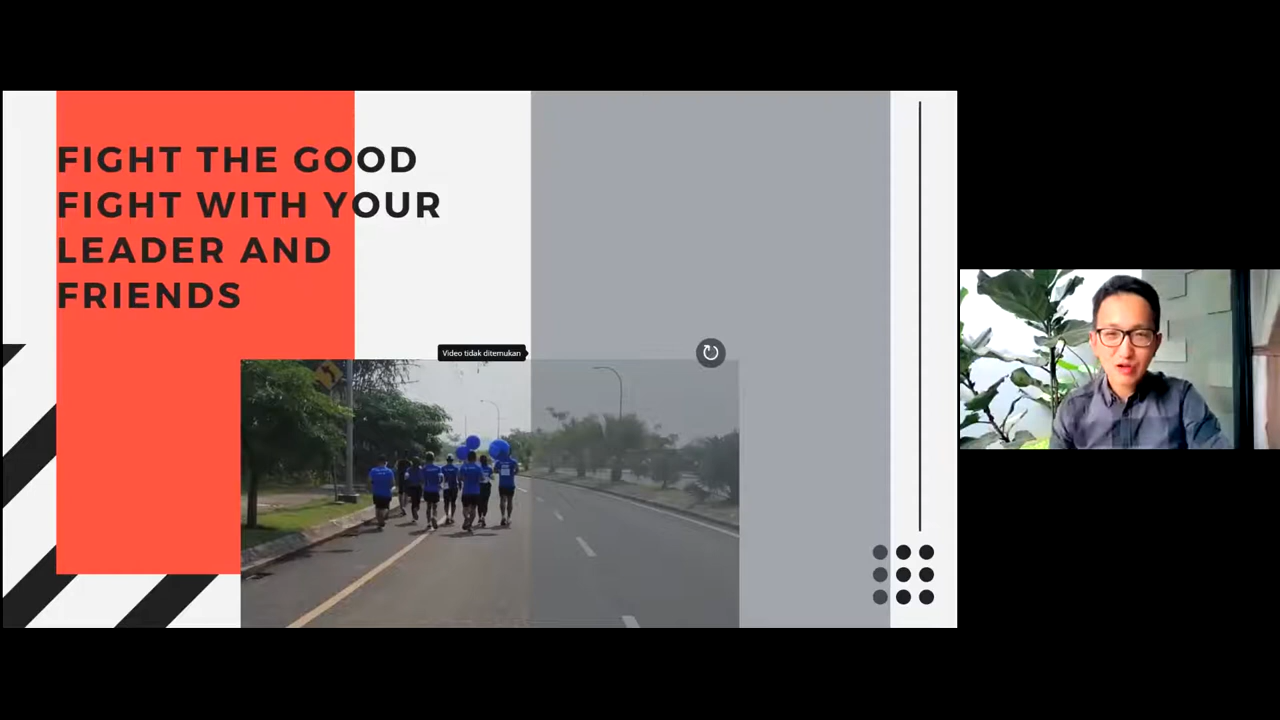 FIGHT THE GOOD
FIGHT WITH YOUR
LEADER AND
FRIENDS
Video tidak ditemukan